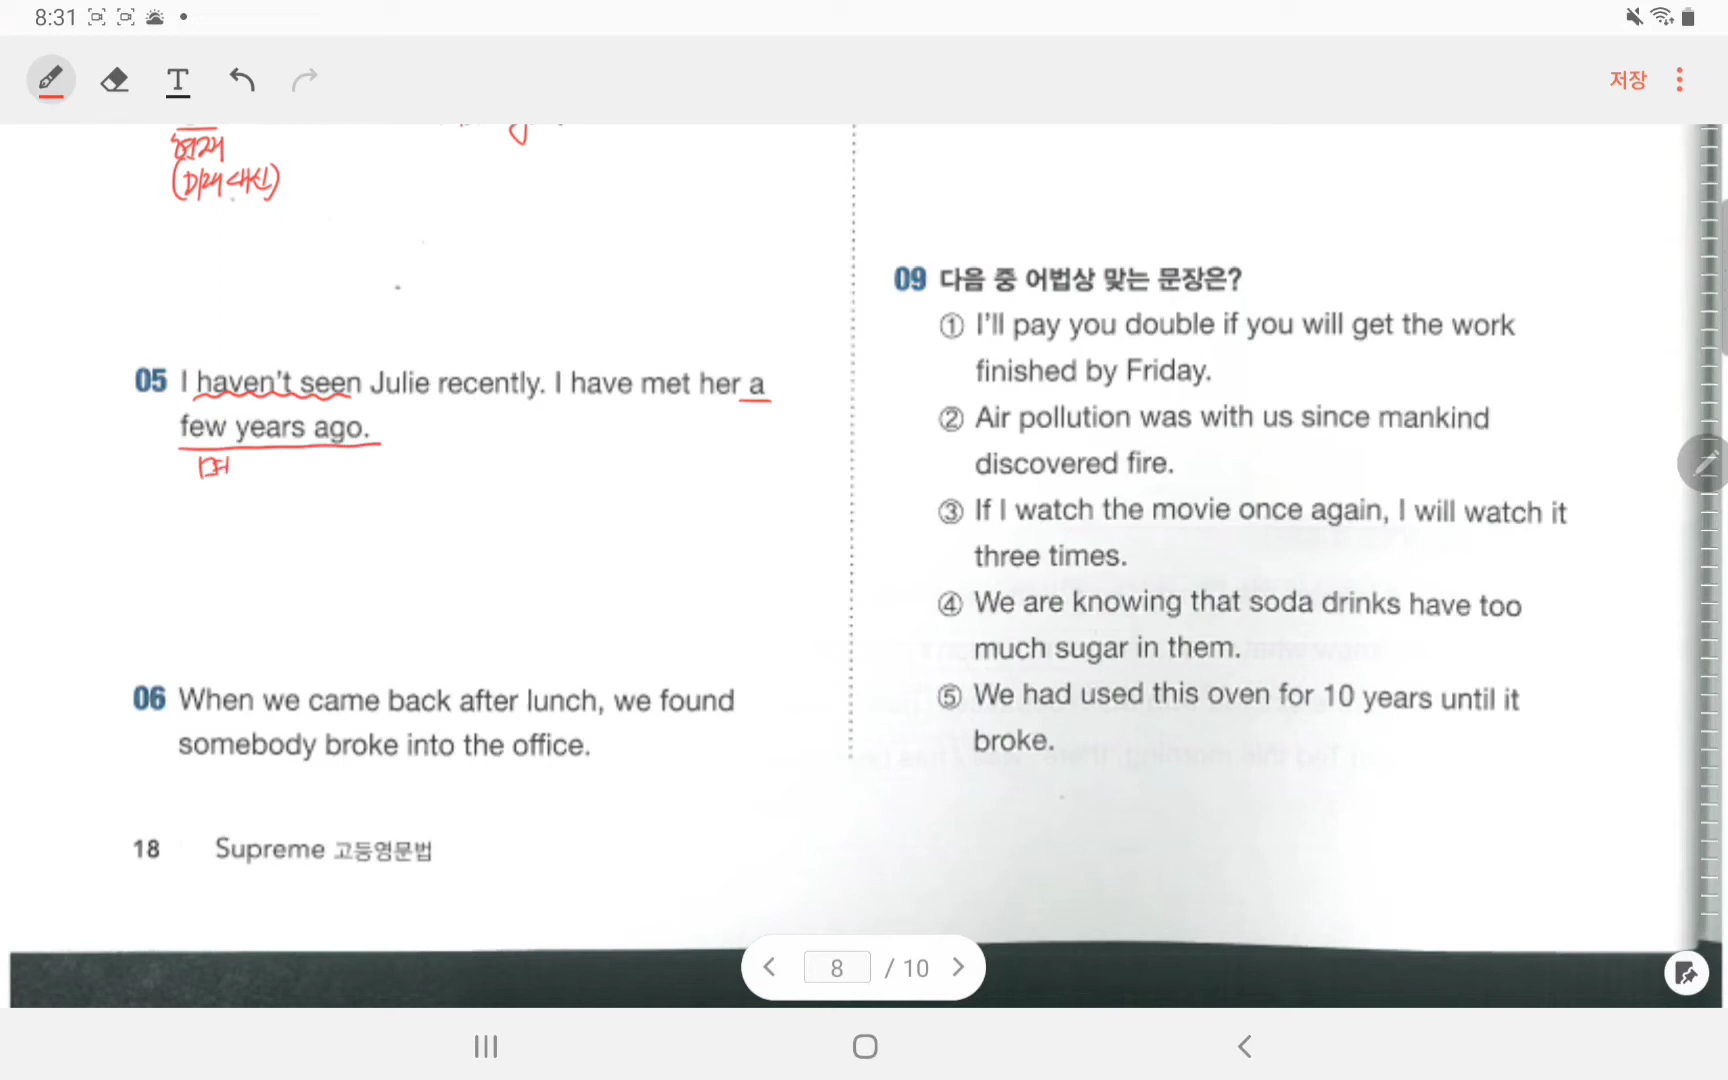 8:31
저장
현재
(미래 대신)
05 I haven't seen Julie recently. I have met her a
few years ago.
06 When we came back after lunch, we found
somebody broke into the office.
18 Supreme 고등영문법
09 다음 중 어법상 맞는 문장은?
① I'll pay you double if you will get the work
finished by Friday.
② Air pollution was with us since mankind
discovered fire.
③ If I watch the movie once again, I will watch it
three times.
④ We are knowing that soda drinks have too
much sugar in them.
⑤ We had used this oven for 10 years until it
broke.
8 / 10